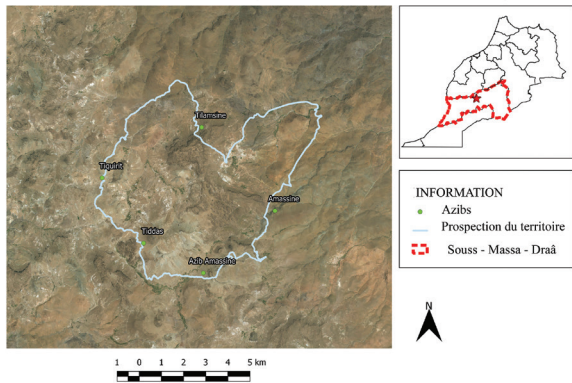 Tilamsine
Tiguirit
Amassine
Tiddas
Azib Amassine
INFORMATION
Azibs
Prospection du territoire
Souss - Massa - Draâ
N
1 0 1 2 3 4 5 km